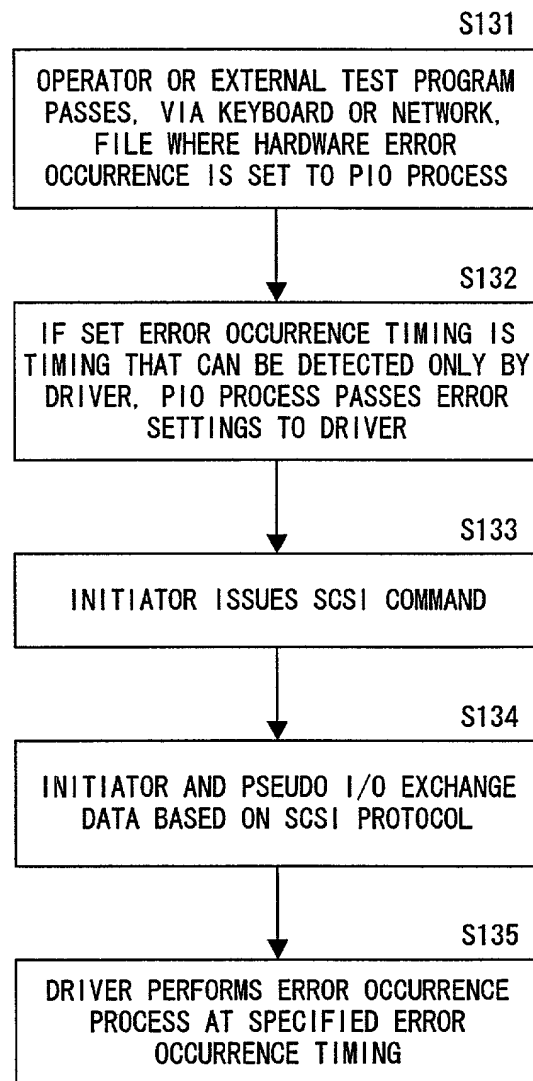 S131
OPERATOR OR EXTERNAL TEST PROGRAM
PASSES, VIA KEYBOARD OR NETWORK,
FILE WHERE HARDWARE ERROR
OCCURRENCE IS SET TO PIO PROCESS
S132
IF SET ERROR OCCURRENCE TIMING IS
TIMING THAT CAN BE DETECTED ONLY BY
DRIVER, PIO PROCESS PASSES ERROR
SETTINGS TO DRIVER
S133
INITIATOR ISSUES SCSI COMMAND
S134
INITIATOR AND PSEUDO I/O EXCHANGE
DATA BASED ON SCSI PROTOCOL
S135
DRIVER PERFORMS ERROR OCCURRENCE
PROCESS AT SPECIFIED ERROR
OCCURRENCE TIMING